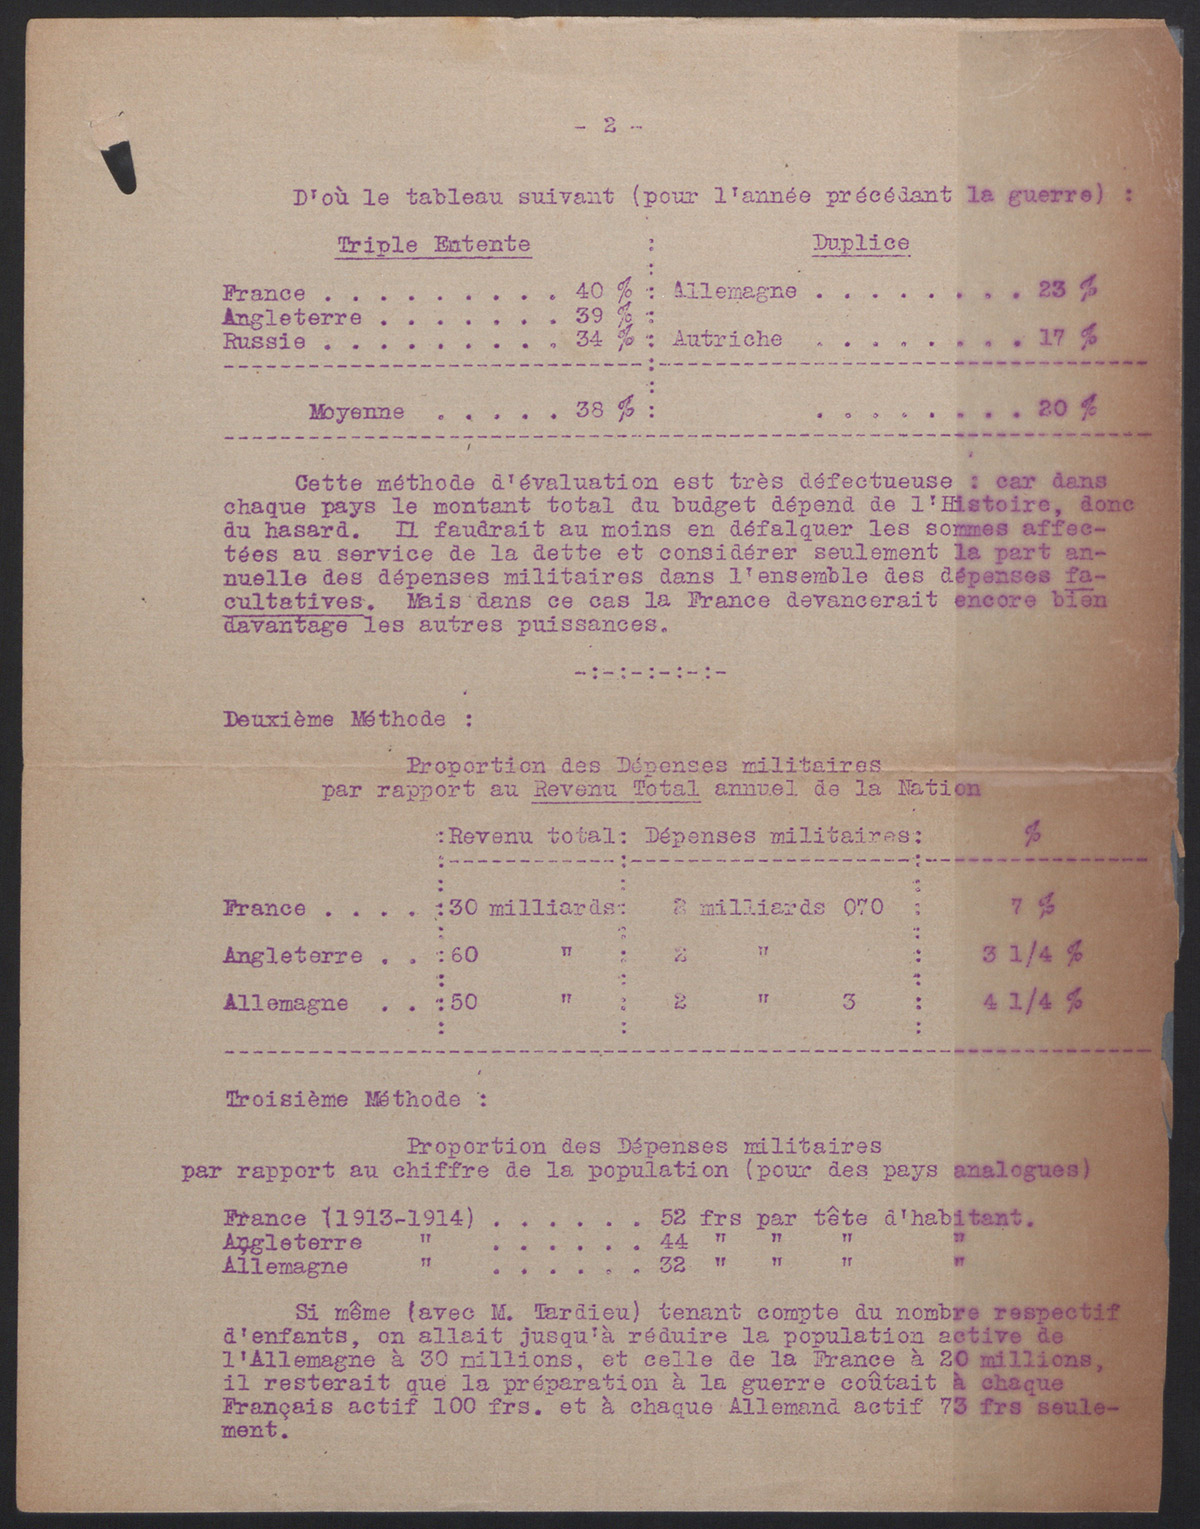 - 2 -
D'où le tableau suivant (pour l'année précédant la guerre) :
Triple Entente : Duplice
France . . . . . . . . . 40 % : Allemagne . . . . . . . . 23 %
Angleterre . . . . . . . 39 % :
Russie . . . . . . . . . 34 % : Autriche . . . . . . . . 17 %
Moyenne . . . . . 38 % : . . . . . . . . 20 %
Cette méthode d'évaluation est très défectueuse : car dans
chaque pays le montant total du budget dépend de l'Histoire, donc
du hasard. Il faudrait au moins en défalquer les sommes affec-
tées au service de la dette et considérer seulement la part an-
nuelle des dépenses militaires dans l'ensemble des dépenses fa-
cultatives. Mais dans ce cas la France devancerait encore bien
davantage les autres puissances.
-:-:-:-:-:-
Deuxième Méthode :
Proportion des Dépenses militaires
par rapport au Revenu Total annuel de la Nation
:Revenu total: Dépenses militaires: %
France . . . . :30 milliards: 2 milliards 070 : 7 %
Angleterre . . :60 " : 2 " : 3 1/4 %
Allemagne . . :50 " : 2 " 3 : 4 1/4 %
Troisième Méthode :
Proportion des Dépenses militaires
par rapport au chiffre de la population (pour des pays analogues)
France (1913-1914) . . . . . . 52 frs par tête d'habitant.
Angleterre " . . . . . . 44 " " " "
Allemagne " . . . . . . 32 " " " "
Si même (avec M. Tardieu) tenant compte du nombre respectif
d'enfants, on allait jusqu'à réduire la population active de
l'Allemagne à 30 millions, et celle de la France à 20 millions,
il resterait que la préparation à la guerre coûtait à chaque
Français actif 100 frs. et à chaque Allemand actif 73 frs seule-
ment.